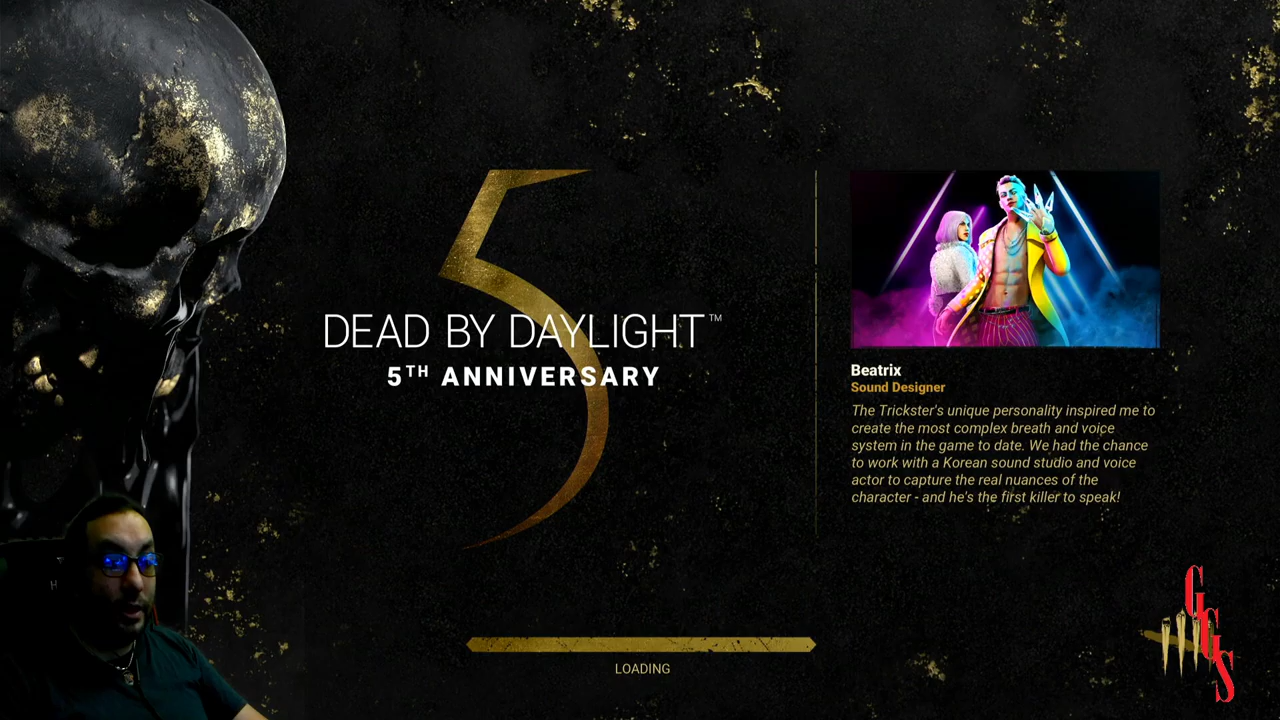 DEAD BY DAYLIGHT™
5TH ANNIVERSARY
Beatrix
Sound Designer
The Trickster's unique personality inspired me to
create the most complex breath and voice
system in the game to date. We had the chance
to work with a Korean sound studio and voice
actor to capture the real nuances of the
character - and he's the first killer to speak!
LOADING
GGS